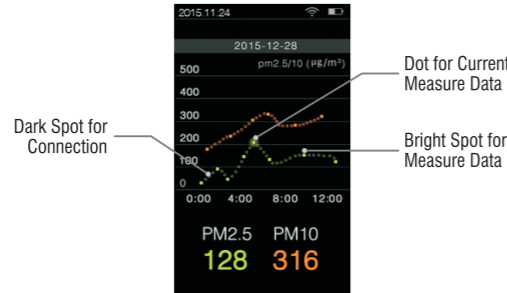 2015.11.24
2015-12-28
pm2.5/10 (µg/m³)
500
400
300
200
100
0
0:00 4:00 8:00 12:00
PM2.5 PM10
128 316
Dark Spot for
Connection
Dot for Current
Measure Data
Bright Spot for
Measure Data